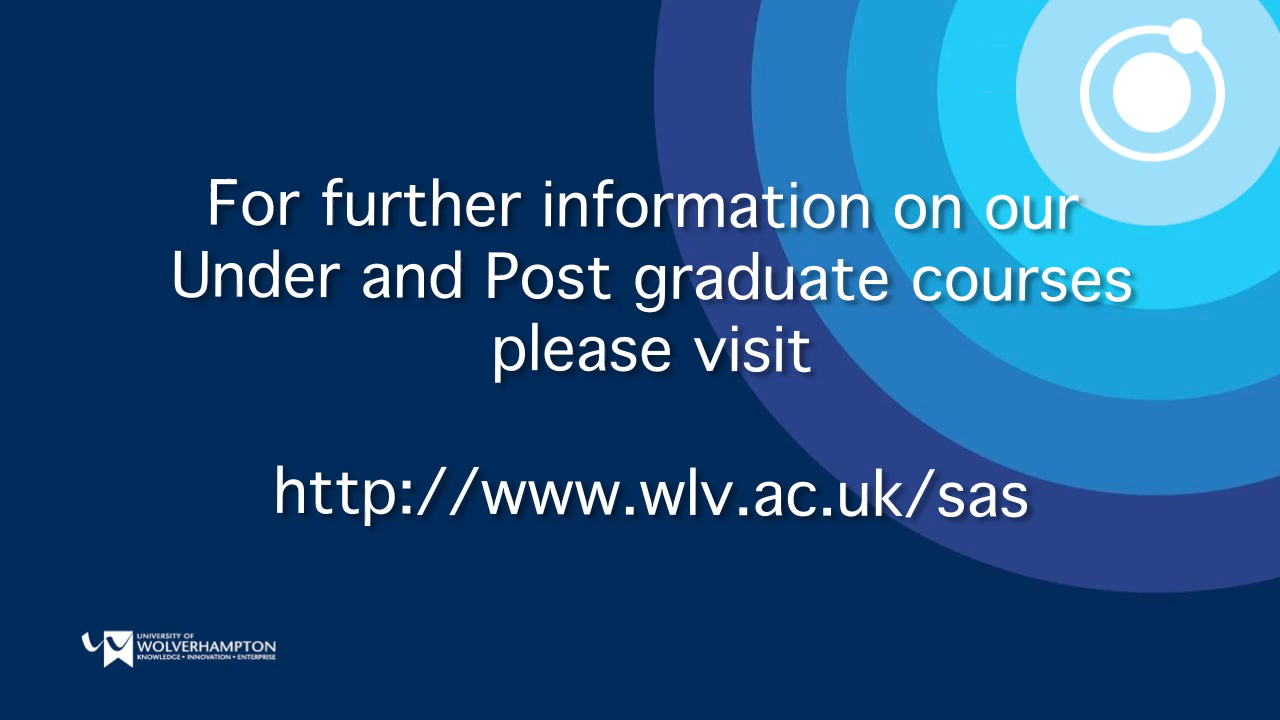 For further information on our
Under and Post graduate courses
please visit
http://www.wlv.ac.uk/sas
UNIVERSITY OF
WOLVERHAMPTON
KNOWLEDGE • INNOVATION • ENTERPRISE